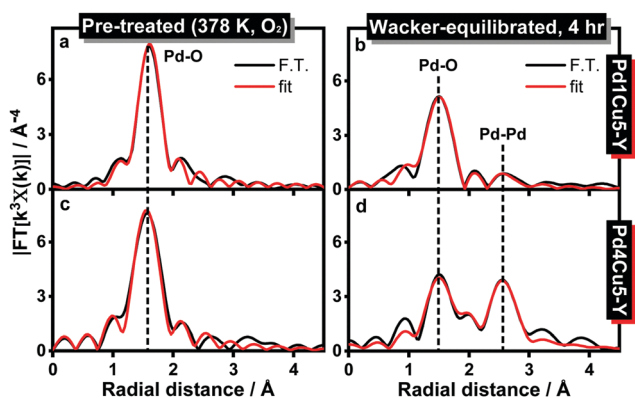 Pre-treated (378 K, O₂)
Wacker-equilibrated, 4 hr
a
Pd-O
F.T.
fit
b
Pd-O
Pd-Pd
F.T.
fit
Pd1Cu5-Y
c
d
Pd4Cu5-Y
|FT[k³X(k)]| / Å⁻⁴
6
3
0
6
3
0
6
3
0
6
3
0
0 1 2 3 4
0 1 2 3 4
Radial distance / Å
Radial distance / Å